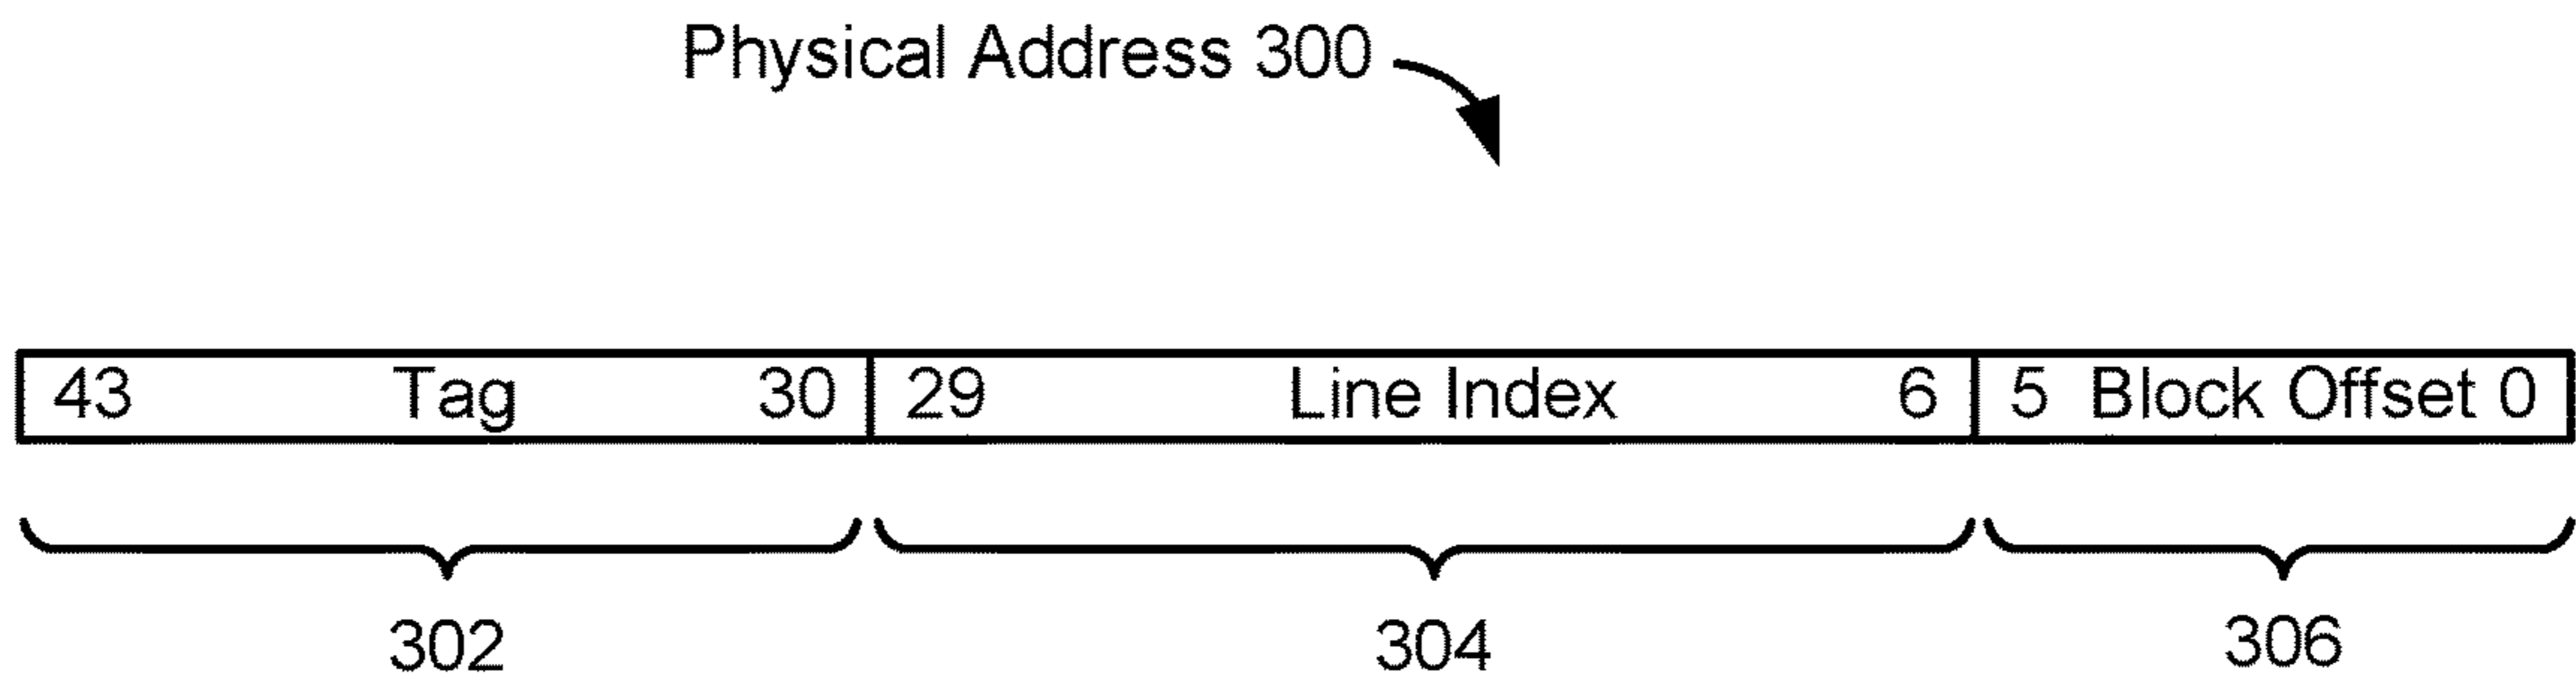 Physical Address 300
43 Tag 30 29 Line Index 6 5 Block Offset 0
302 304 306